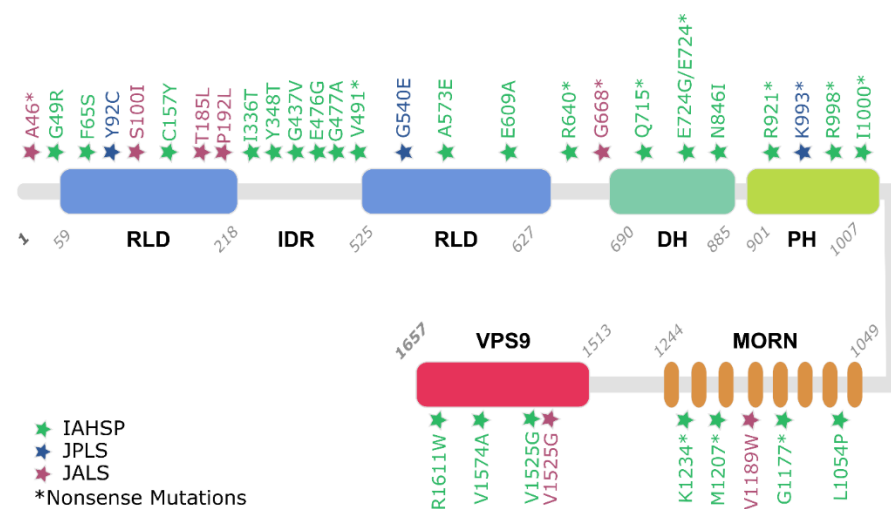 A46*
G49R
F65S
Y92C
S100I
C157Y
T185L
P192L
I336T
Y348T
G437V
E476G
G477A
V491*
G540E
A573E
E609A
R640*
G668*
Q715*
E724G/E724*
N846I
R921*
K993*
R998*
I1000*
1
59
RLD
218
IDR
525
RLD
627
690
DH
885
901
PH
1007
1657
VPS9
1513
1244
MORN
1049
R1611W
V1574A
V1525G
V1525G
K1234*
M1207*
V1189W
G1177*
L1054P
IAHSP
JPLS
JALS
*Nonsense Mutations